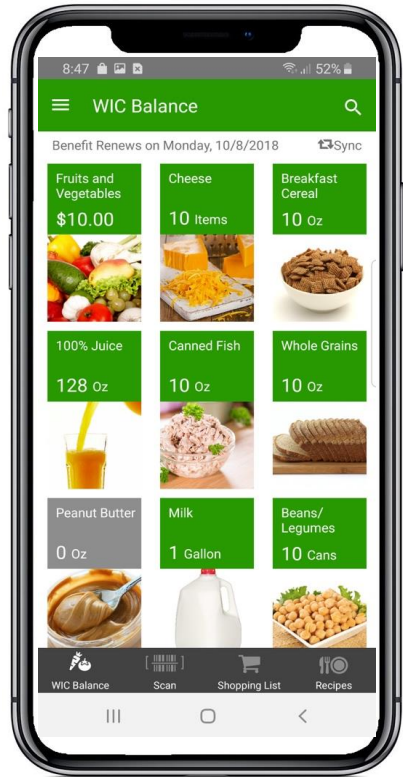 8:47
52%
WIC Balance
Benefit Renews on Monday, 10/8/2018
Sync
Fruits and
Vegetables
$10.00
Cheese
10 Items
Breakfast
Cereal
10 Oz
100% Juice
128 Oz
Canned Fish
10 Oz
Whole Grains
10 Oz
Peanut Butter
0 Oz
Milk
1 Gallon
Beans/
Legumes
10 Cans
WIC Balance
Scan
Shopping List
Recipes